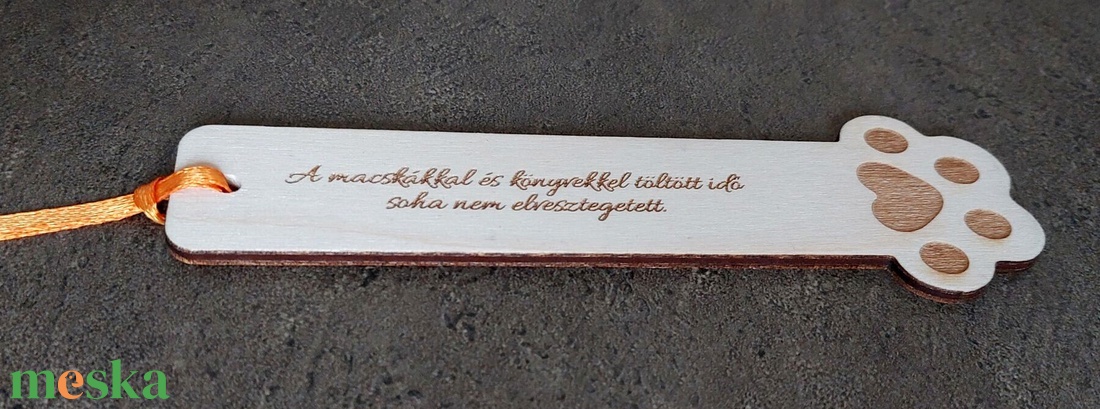 A macskákkal és könyvekkel töltött idő
soha nem elvesztegetett.
meska